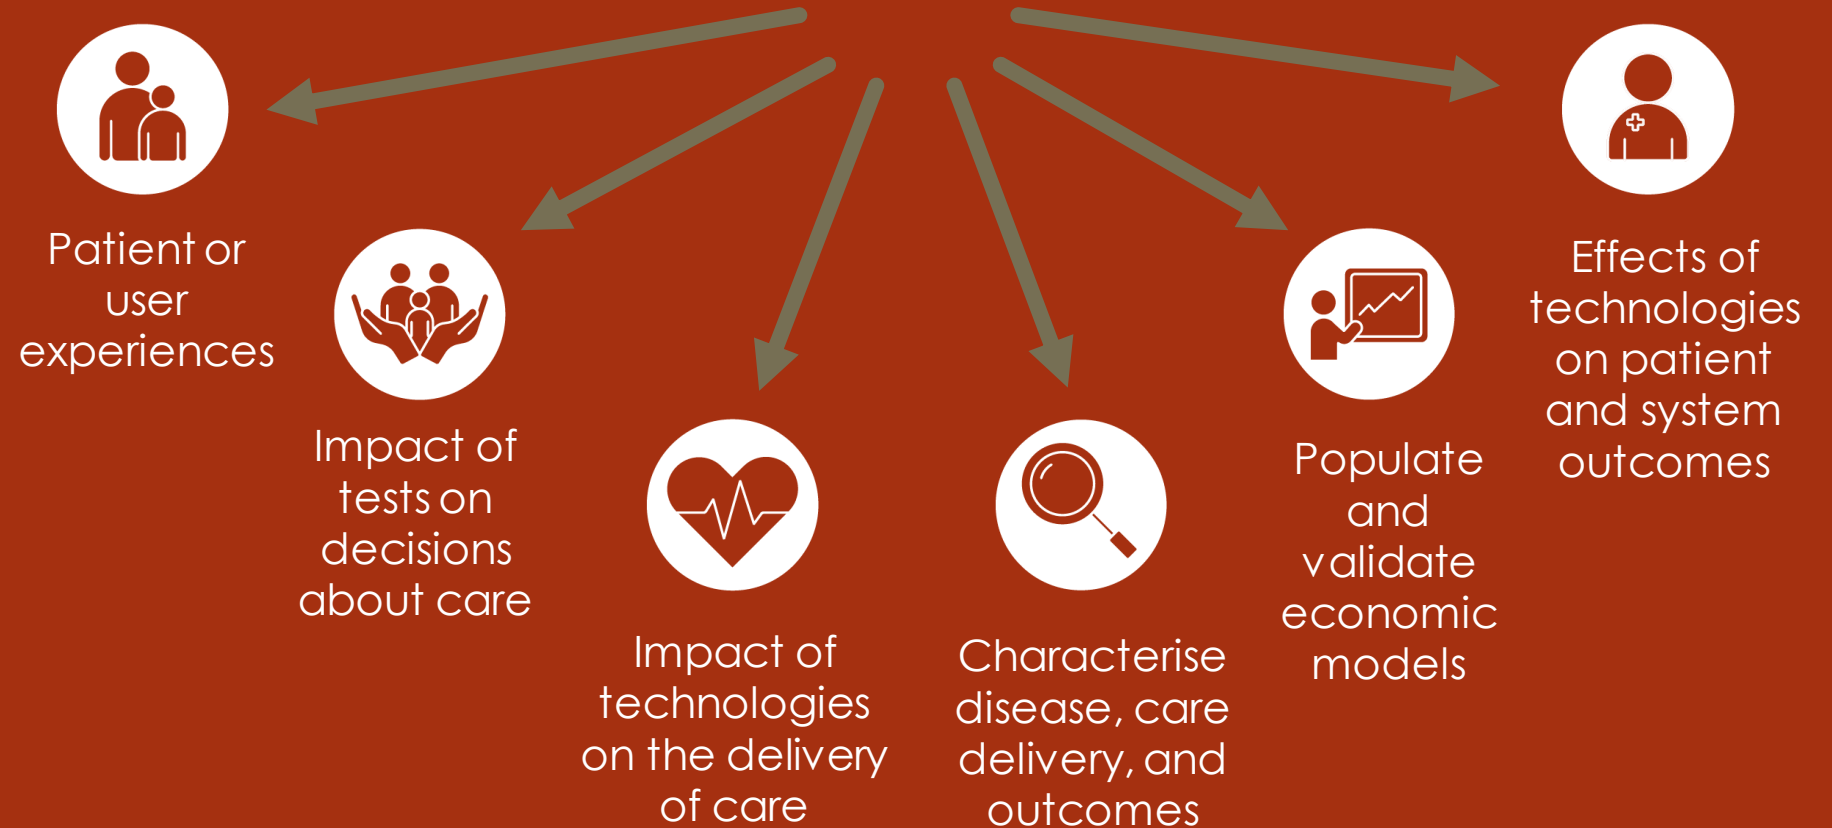 Patient or
user
experiences
Impact of
tests on
decisions
about care
Impact of
technologies
on the delivery
of care
Characterise
disease, care
delivery, and
outcomes
Populate
and
validate
economic
models
Effects of
technologies
on patient
and system
outcomes